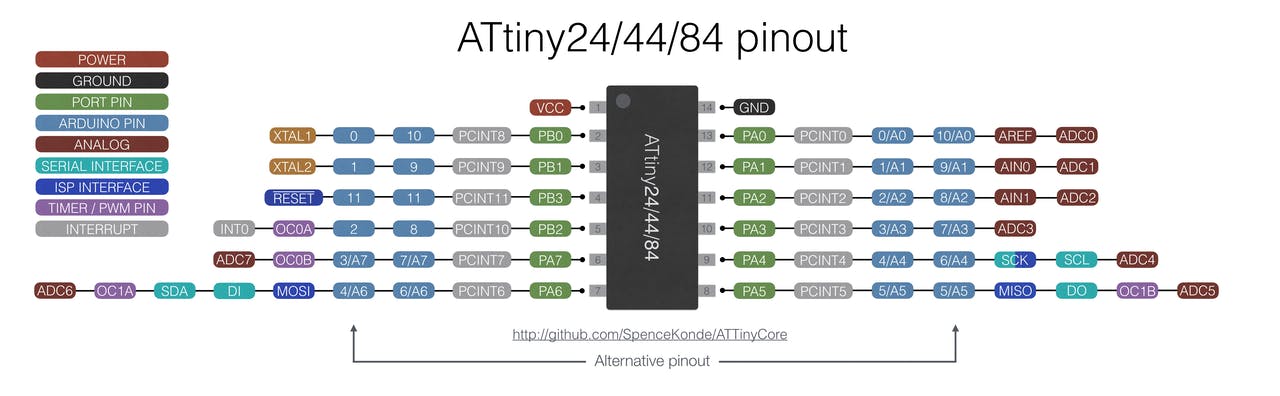 ATtiny24/44/84 pinout
POWER
GROUND
PORT PIN
ARDUINO PIN
ANALOG
SERIAL INTERFACE
ISP INTERFACE
TIMER / PWM PIN
INTERRUPT
VCC 1 14 GND
XTAL1 0 10 PCINT8 PB0 2 13 PA0 PCINT0 0/A0 10/A0 AREF ADC0
XTAL2 1 9 PCINT9 PB1 3 12 PA1 PCINT1 1/A1 9/A1 AIN0 ADC1
RESET 11 11 PCINT11 PB3 4 11 PA2 PCINT2 2/A2 8/A2 AIN1 ADC2
INT0 OC0A 2 8 PCINT10 PB2 5 10 PA3 PCINT3 3/A3 7/A3 ADC3
ADC7 OC0B 3/A7 7/A7 PCINT7 PA7 6 9 PA4 PCINT4 4/A4 6/A4 SCK SCL ADC4
ADC6 OC1A SDA DI MOSI 4/A6 6/A6 PCINT6 PA6 7 8 PA5 PCINT5 5/A5 5/A5 MISO DO OC1B ADC5
ATtiny24/44/84
http://github.com/SpenceKonde/ATTinyCore
Alternative pinout